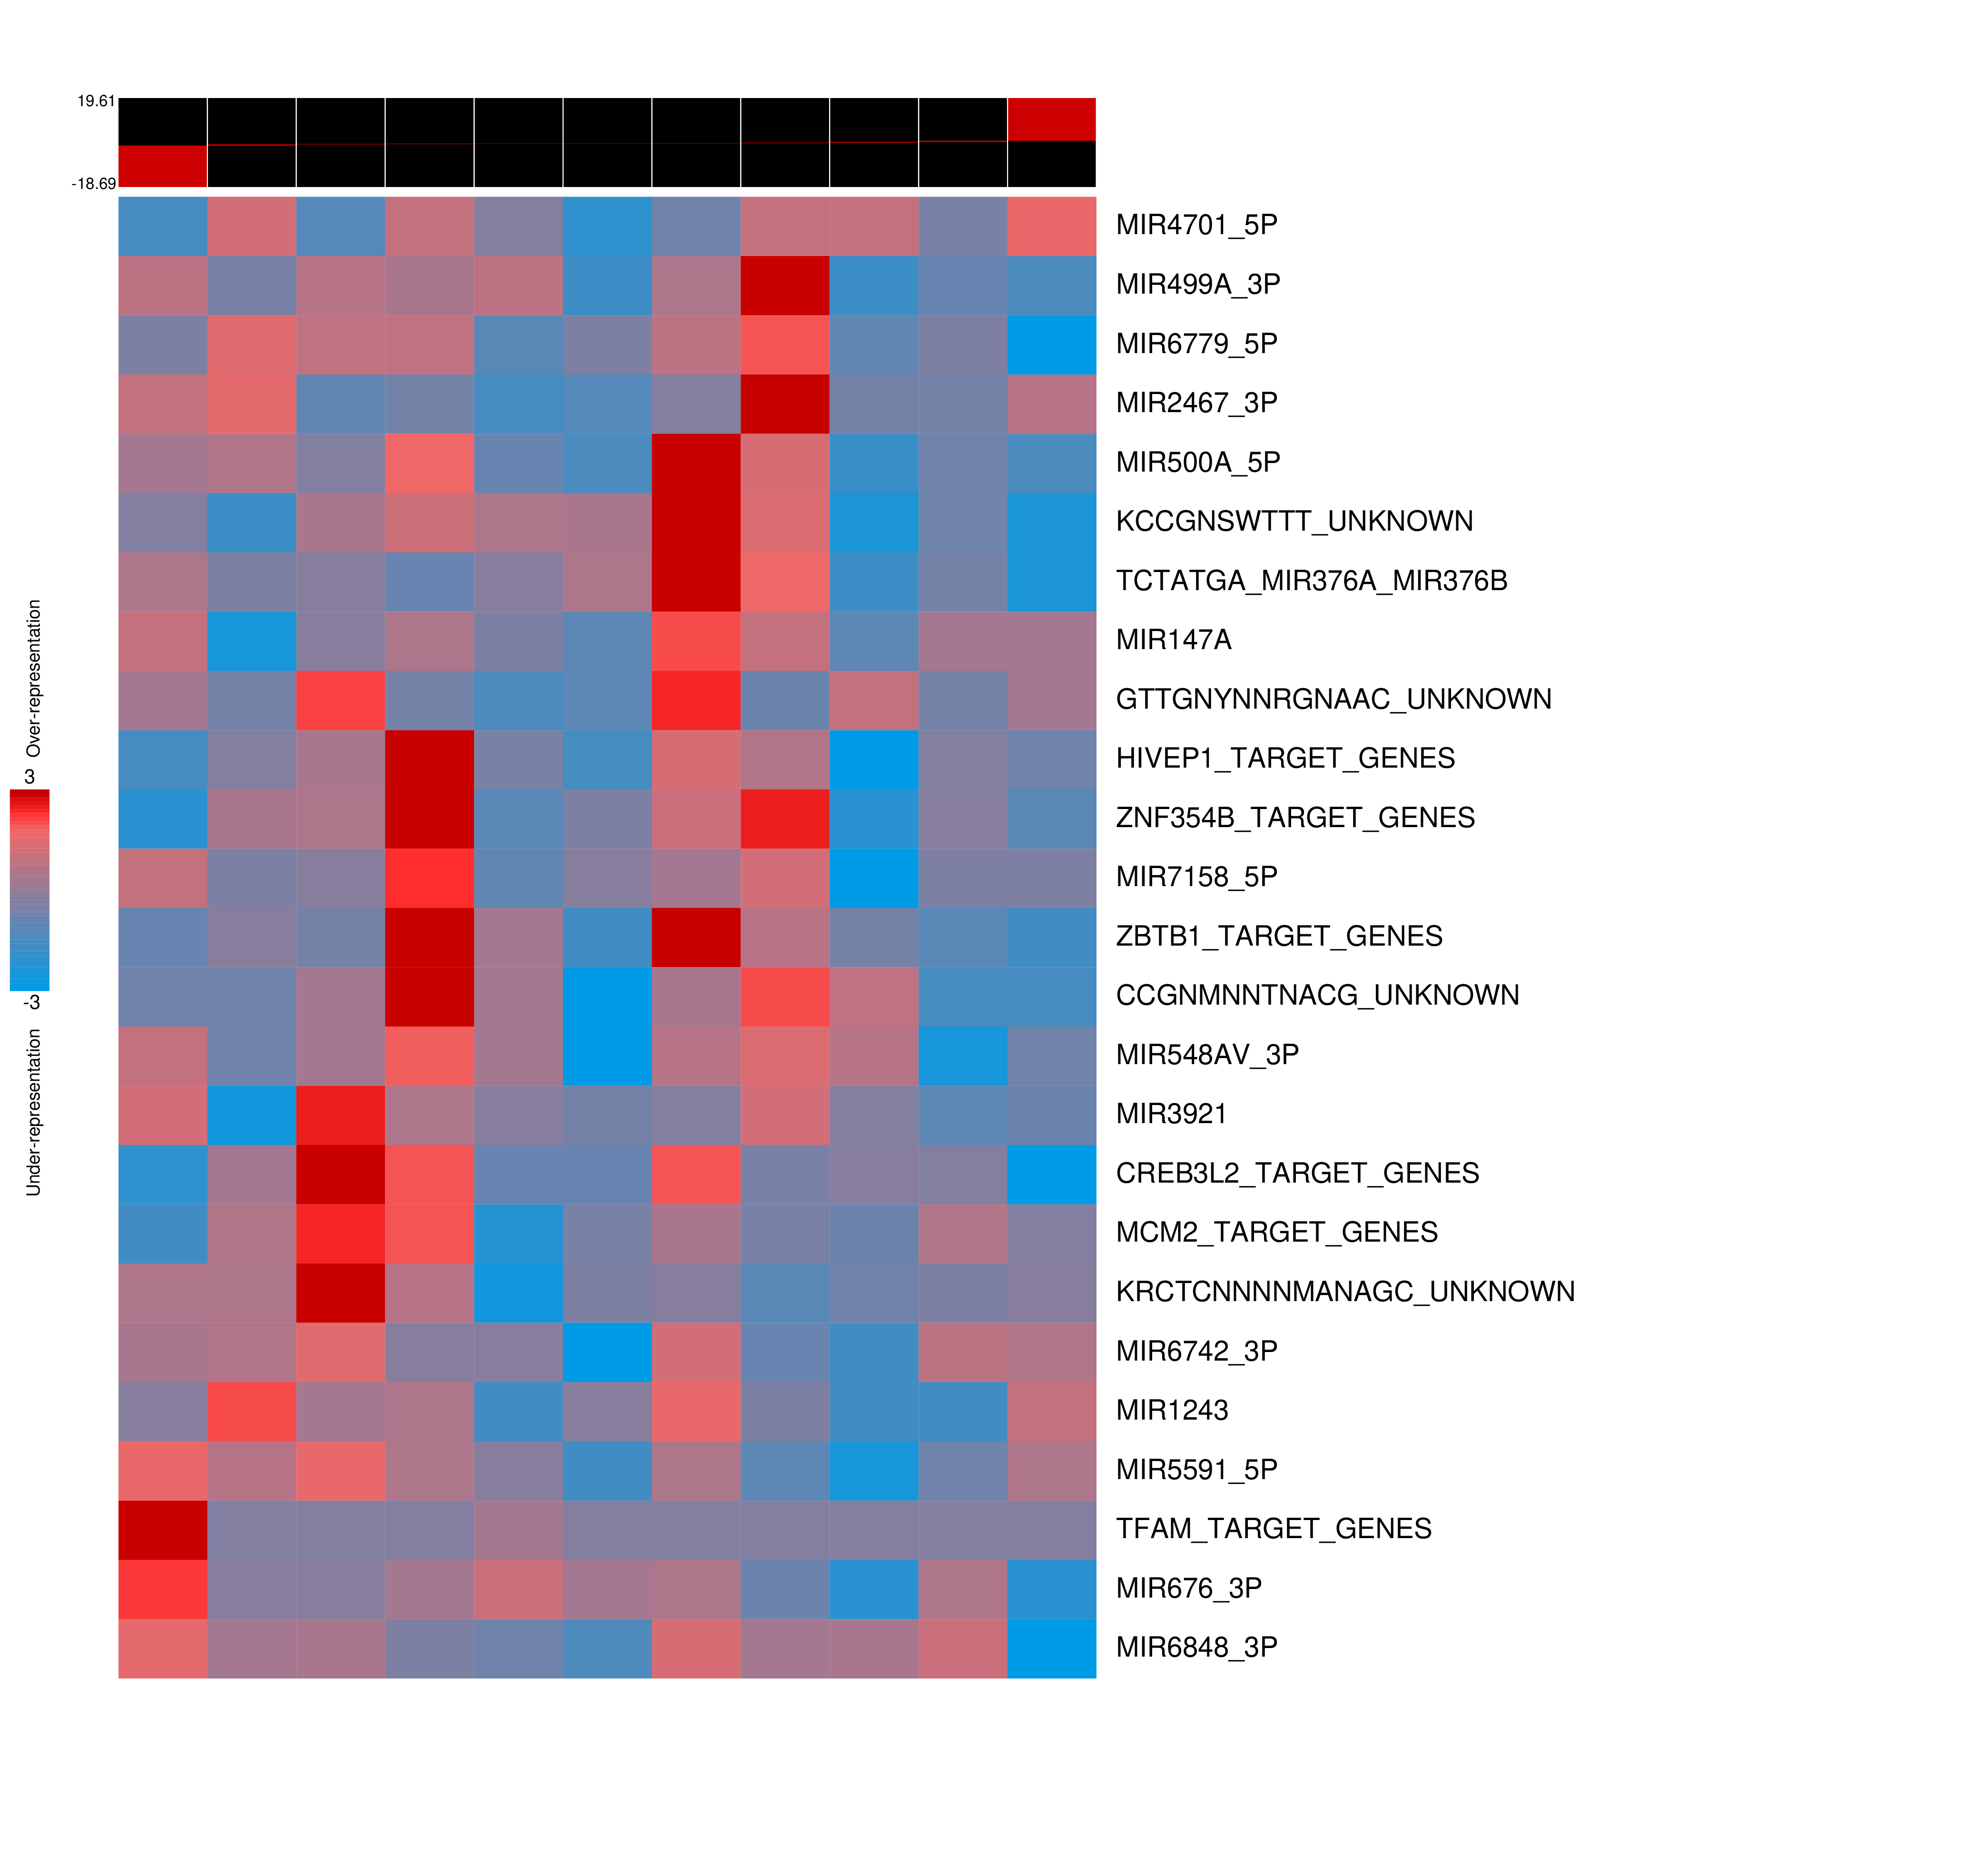 19.61
-18.69
MIR4701_5P
MIR499A_3P
MIR6779_5P
MIR2467_3P
MIR500A_5P
KCCGNSWTTT_UNKNOWN
TCTATGA_MIR376A_MIR376B
MIR147A
GTTGNYNNRGNAAC_UNKNOWN
HIVEP1_TARGET_GENES
ZNF354B_TARGET_GENES
MIR7158_5P
ZBTB1_TARGET_GENES
CCGNMNNTNACG_UNKNOWN
MIR548AV_3P
MIR3921
CREB3L2_TARGET_GENES
MCM2_TARGET_GENES
KRCTCNNNNMANAGC_UNKNOWN
MIR6742_3P
MIR1243
MIR5591_5P
TFAM_TARGET_GENES
MIR676_3P
MIR6848_3P
Over-representation
3
-3
Under-representation